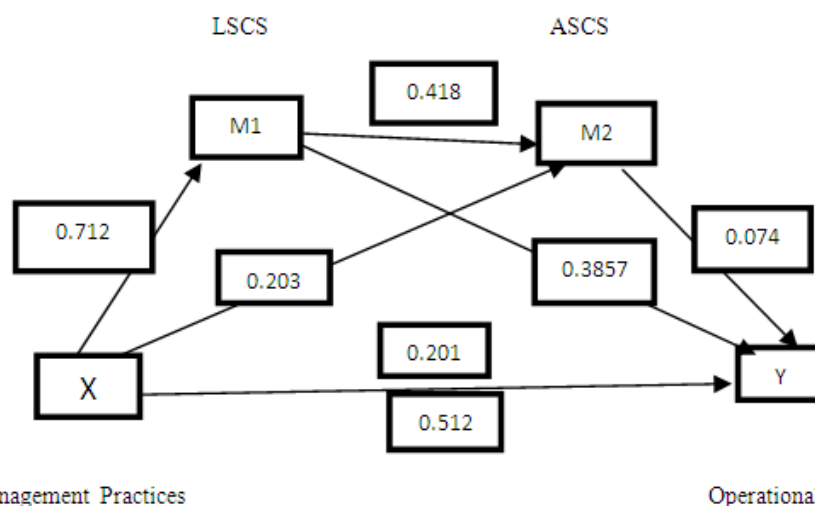 LSCS
ASCS
0.418
M1
M2
0.712
0.074
0.203
0.3857
0.201
X
Y
0.512
Practices
Operational